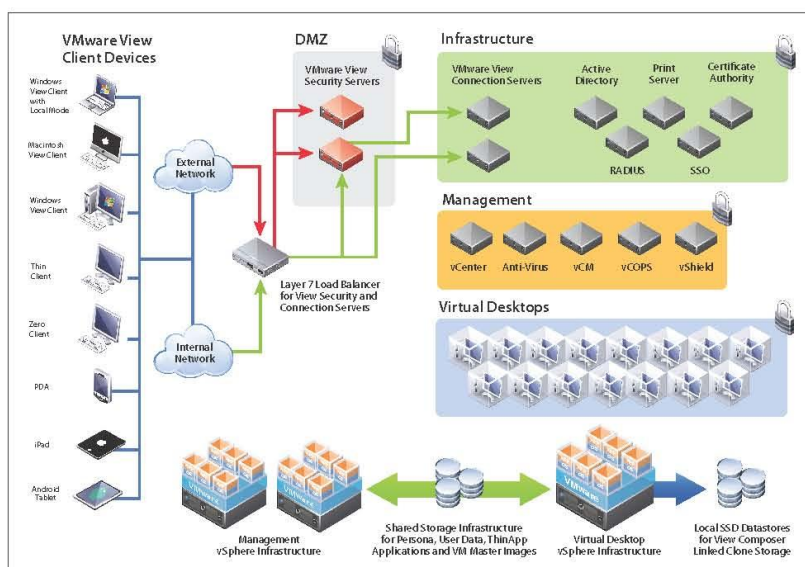 VMware View
Client Devices
Windows
View Client
with
Local Mode
Macintosh
View Client
Windows
View Client
Thin
Client
Zero
Client
PDA
iPad
Android
Tablet
External
Network
Internal
Network
Layer 7 Load Balancer
for View Security and
Connection Servers
DMZ
VMware View
Security Servers
Infrastructure
VMware View
Connection Servers
Active
Directory
Print
Server
Certificate
Authority
RADIUS
SSO
Management
vCenter
Anti-Virus
vCM
vCOPS
vShield
Virtual Desktops
VMware
VMware
Management
vSphere Infrastructure
Shared Storage Infrastructure
for Persona, User Data, ThinApp
Applications and VM Master Images
VMware
Virtual Desktop
vSphere Infrastructure
Local SSD Datastores
for View Composer
Linked Clone Storage